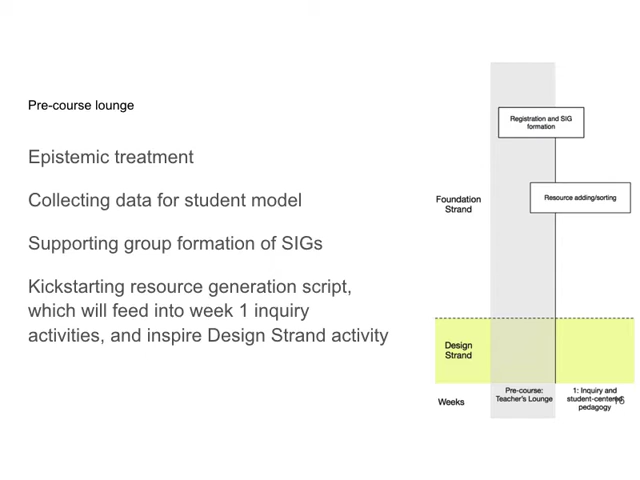 Pre-course lounge
Epistemic treatment
Collecting data for student model
Supporting group formation of SIGs
Kickstarting resource generation script,
which will feed into week 1 inquiry
activities, and inspire Design Strand activity
Registration and SIG
formation
Resource adding/sorting
Foundation
Strand
Design
Strand
Weeks
Pre-course:
Teacher's Lounge
1: Inquiry and
student-centered
pedagogy
16